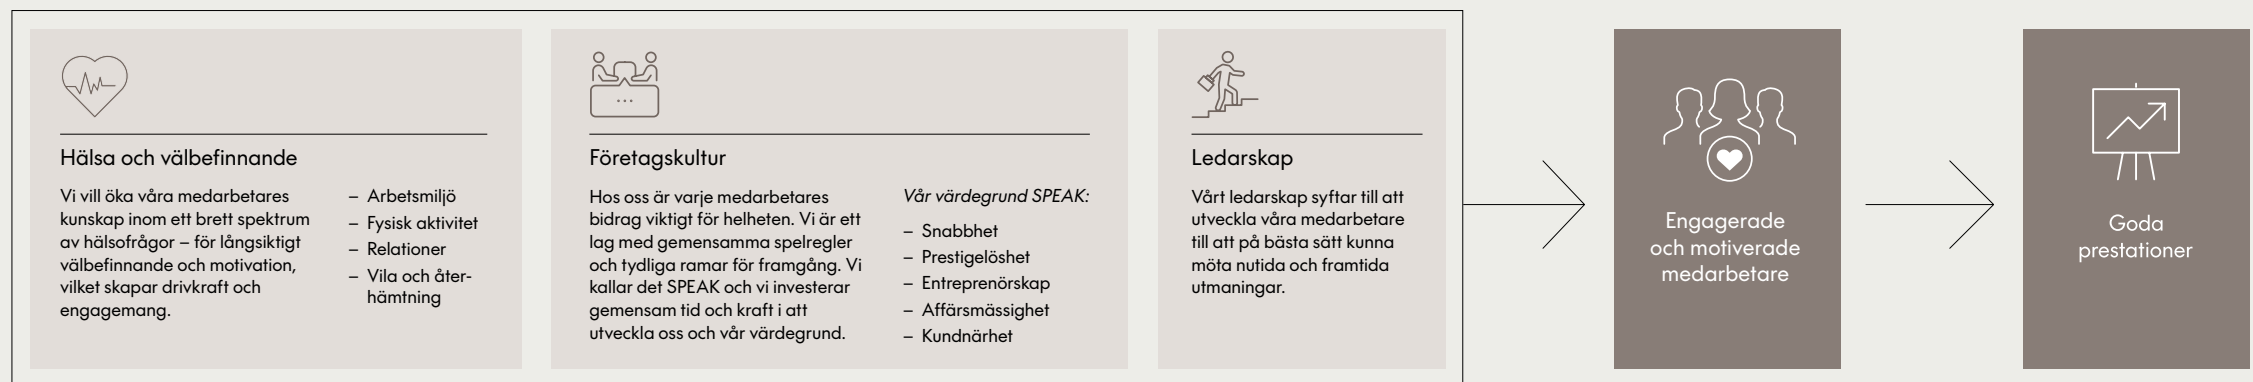 Hälsa och välbefinnande
Vi vill öka våra medarbetares
kunskap inom ett brett spektrum
av hälsofrågor – för långsiktigt
välbefinnande och motivation,
vilket skapar drivkraft och
engagemang.
– Arbetsmiljö
– Fysisk aktivitet
– Relationer
– Vila och åter-
hämtning
Företagskultur
Hos oss är varje medarbetares
bidrag viktigt för helheten. Vi är ett
lag med gemensamma spelregler
och tydliga ramar för framgång. Vi
kallar det SPEAK och vi investerar
gemensam tid och kraft i att
utveckla oss och vår värdegrund.
Vår värdegrund SPEAK:
– Snabbhet
– Prestigelöshet
– Entreprenörskap
– Affärsmässighet
– Kundnärhet
Ledarskap
Vårt ledarskap syftar till att
utveckla våra medarbetare
till att på bästa sätt kunna
möta nutida och framtida
utmaningar.
Engagerade
och motiverade
medarbetare
Goda
prestationer